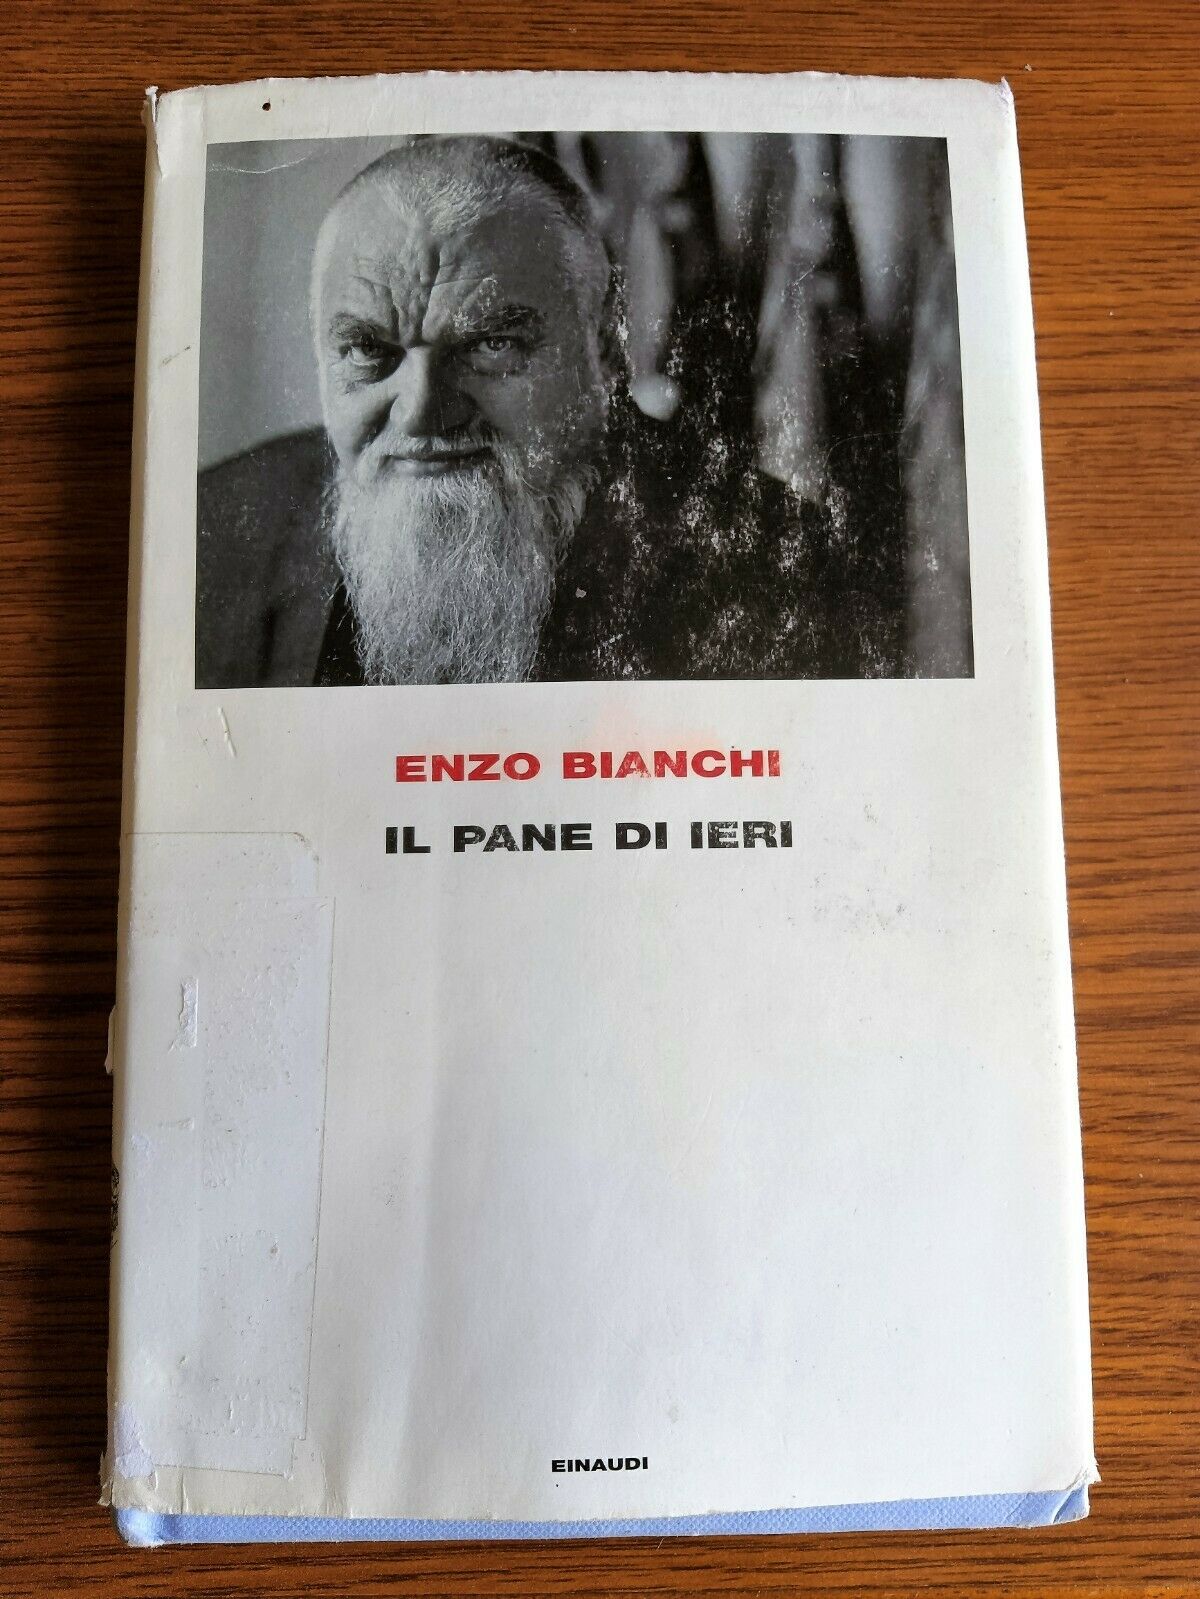 ENZO BIANCHI
IL PANE DI IERI
EINAUDI